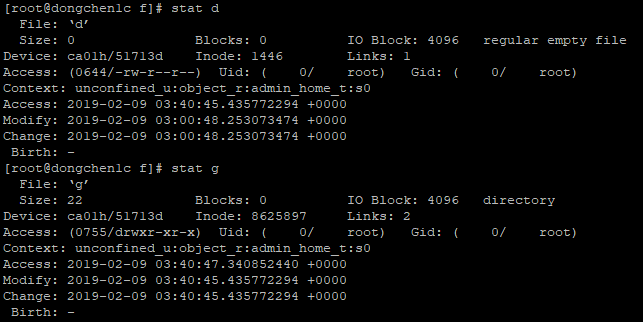 [root@dongchen1c f]# stat d
  File: ‘d’
  Size: 0               Blocks: 0          IO Block: 4096   regular empty file
Device: ca01h/51713d    Inode: 1446        Links: 1
Access: (0644/-rw-r--r--)  Uid: (    0/    root)   Gid: (    0/    root)
Context: unconfined_u:object_r:admin_home_t:s0
Access: 2019-02-09 03:40:45.435772294 +0000
Modify: 2019-02-09 03:00:48.253073474 +0000
Change: 2019-02-09 03:00:48.253073474 +0000
 Birth: -
[root@dongchen1c f]# stat g
  File: ‘g’
  Size: 22              Blocks: 0          IO Block: 4096   directory
Device: ca01h/51713d    Inode: 8625897     Links: 2
Access: (0755/drwxr-xr-x)  Uid: (    0/    root)   Gid: (    0/    root)
Context: unconfined_u:object_r:admin_home_t:s0
Access: 2019-02-09 03:40:47.340852440 +0000
Modify: 2019-02-09 03:40:45.435772294 +0000
Change: 2019-02-09 03:40:45.435772294 +0000
 Birth: -